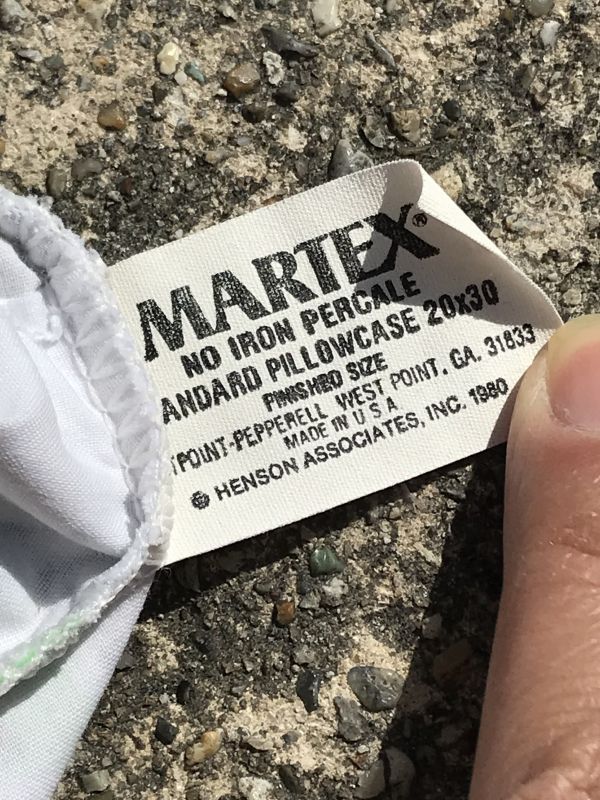 MARTEX®
NO IRON PERCALE
ANDARD PILLOWCASE 20x30
FINISHED SIZE
TPOINT-PEPPERELL WEST POINT, GA. 31833
MADE IN U S A
© HENSON ASSOCIATES, INC. 1980